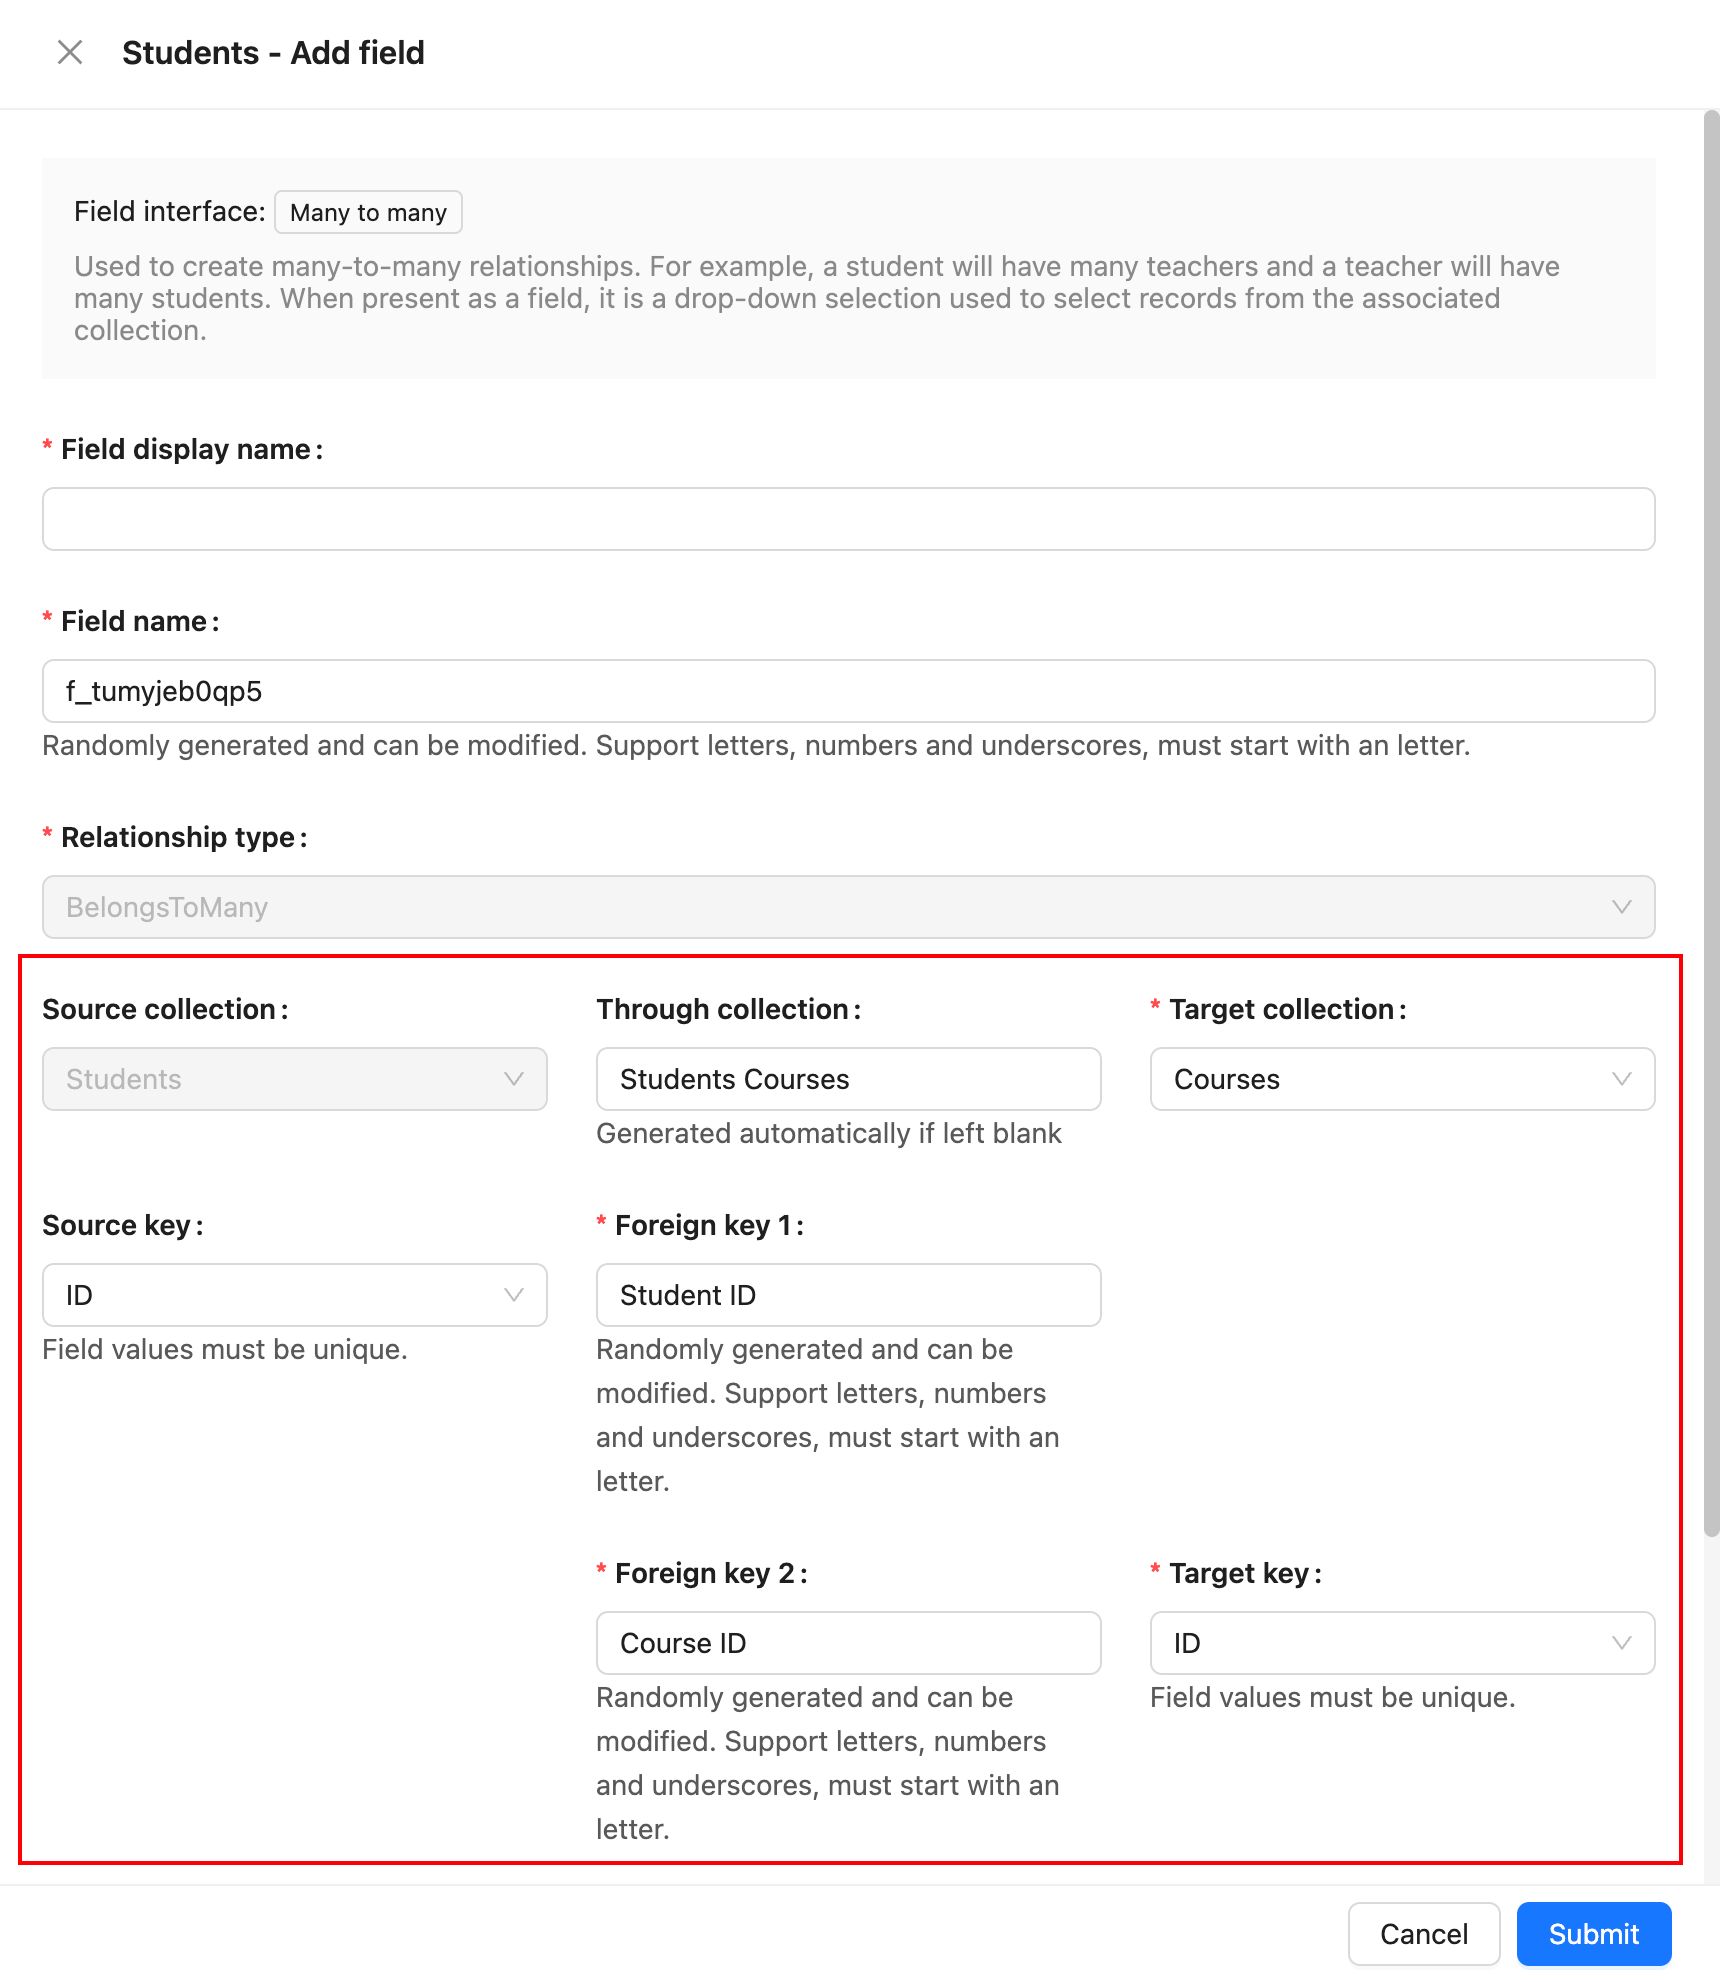 Students - Add field
Field interface: Many to many
Used to create many-to-many relationships. For example, a student will have many teachers and a teacher will have
many students. When present as a field, it is a drop-down selection used to select records from the associated
collection.
* Field display name:
* Field name:
f_tumyjeb0qp5
Randomly generated and can be modified. Support letters, numbers and underscores, must start with an letter.
* Relationship type:
BelongsToMany
Source collection:
Students
Through collection:
Students Courses
Generated automatically if left blank
* Target collection:
Courses
Source key:
ID
Field values must be unique.
* Foreign key 1:
Student ID
Randomly generated and can be
modified. Support letters, numbers
and underscores, must start with an
letter.
* Foreign key 2:
Course ID
Randomly generated and can be
modified. Support letters, numbers
and underscores, must start with an
letter.
* Target key:
ID
Field values must be unique.
Cancel
Submit